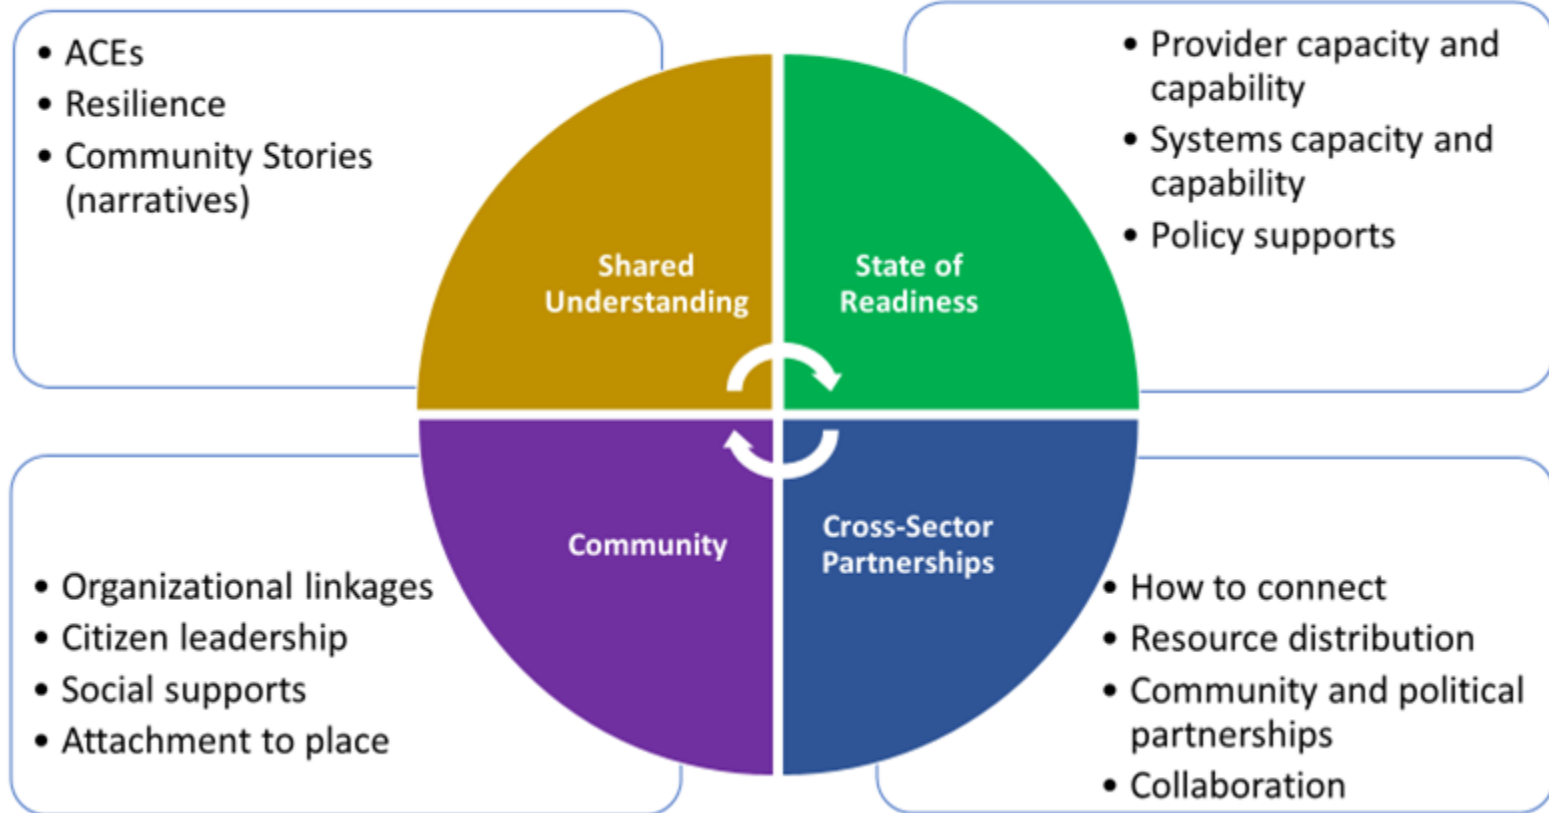 • ACEs
• Resilience
• Community Stories
(narratives)
• Provider capacity and
capability
• Systems capacity and
capability
• Policy supports
Shared
Understanding
State of
Readiness
Community
Cross-Sector
Partnerships
• Organizational linkages
• Citizen leadership
• Social supports
• Attachment to place
• How to connect
• Resource distribution
• Community and political
partnerships
• Collaboration